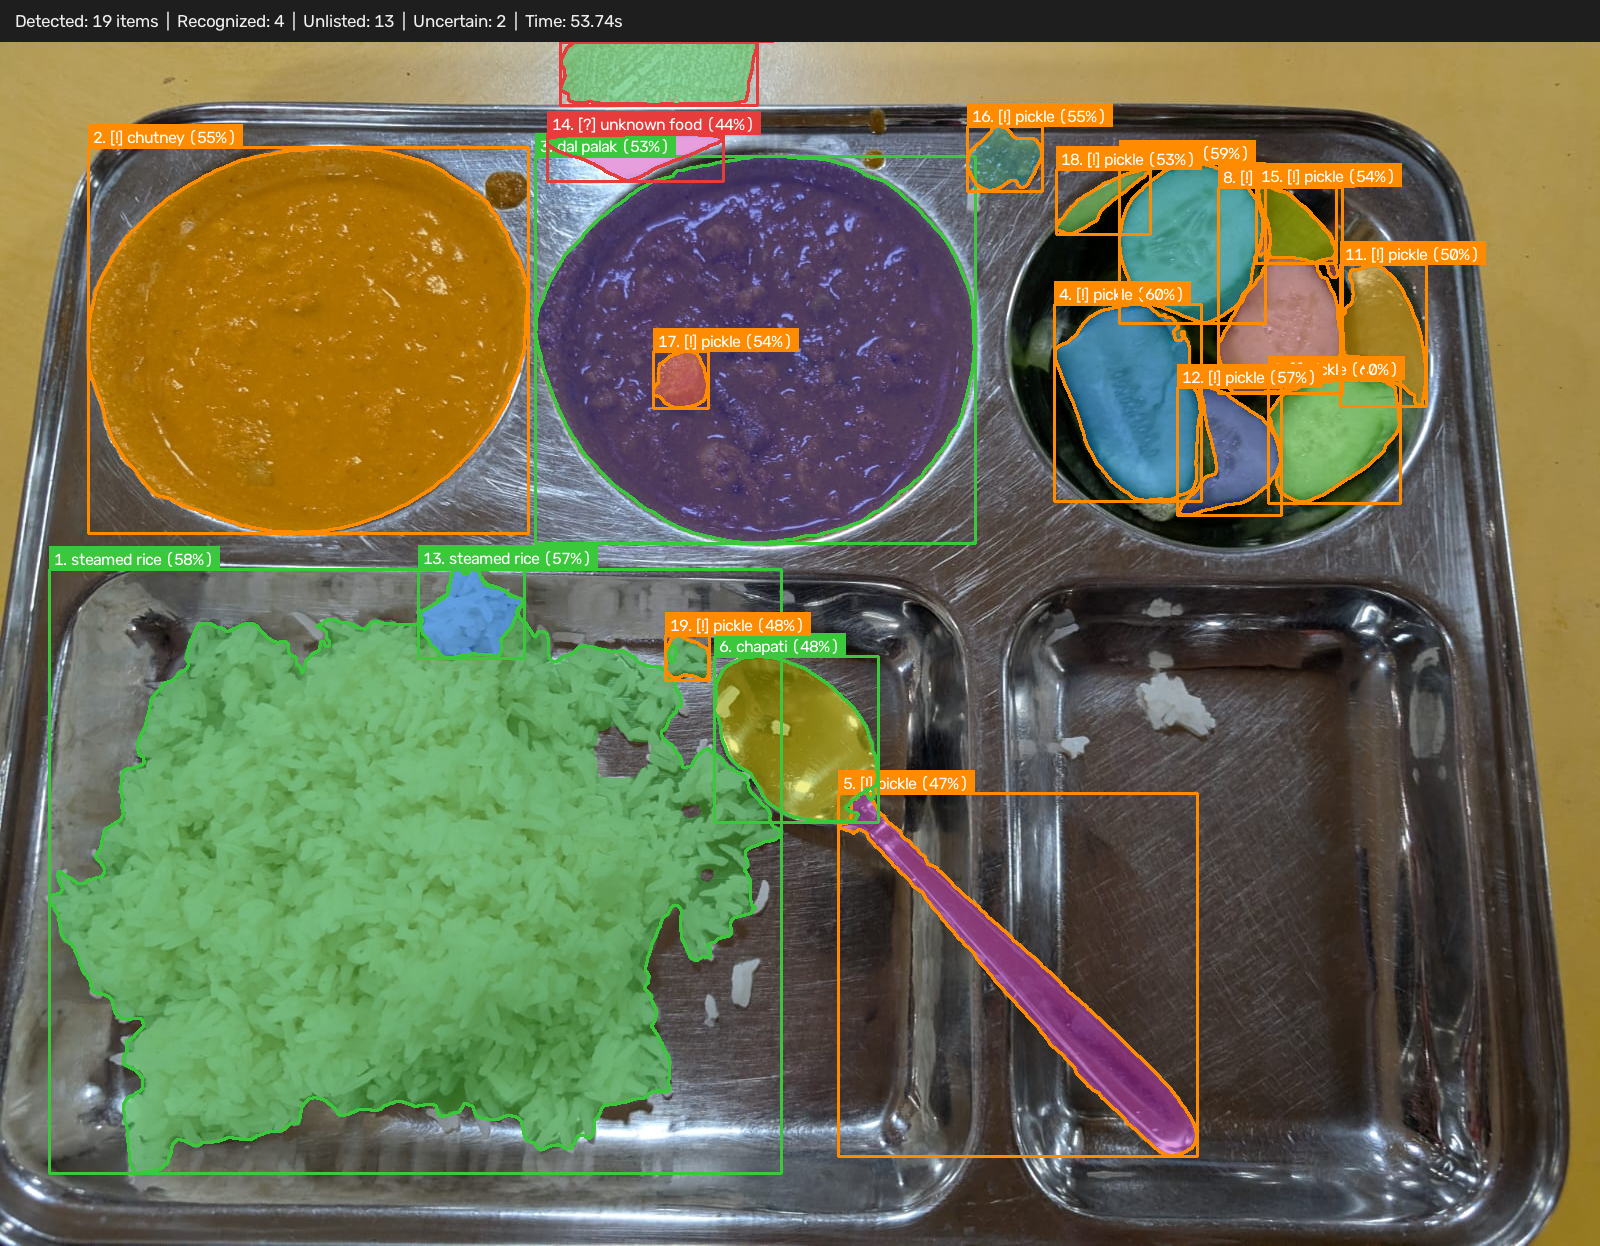 Detected: 19 items | Recognized: 4 | Unlisted: 13 | Uncertain: 2 | Time: 53.74s
14. [?] unknown food (44%)
16. [!] pickle (55%)
2. [!] chutney (55%)
dal palak (53%)
18. [!] pickle (53%)
(59%)
8. [!]
15. [!] pickle (54%)
11. [!] pickle (50%)
4. [!] pickle (60%)
17. [!] pickle (54%)
12. [!] pickle (57%)
(60%)
1. steamed rice (58%)
13. steamed rice (57%)
19. [!] pickle (48%)
6. chapati (48%)
5. [!] pickle (47%)